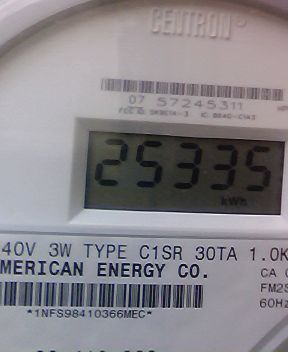 CENTRON®
07 57245311
25335
kWh
40V 3W TYPE C1SR 30TA 1.0K
MERICAN ENERGY CO.
CA
FM2S
*1NFS98410366MEC*
60Hz